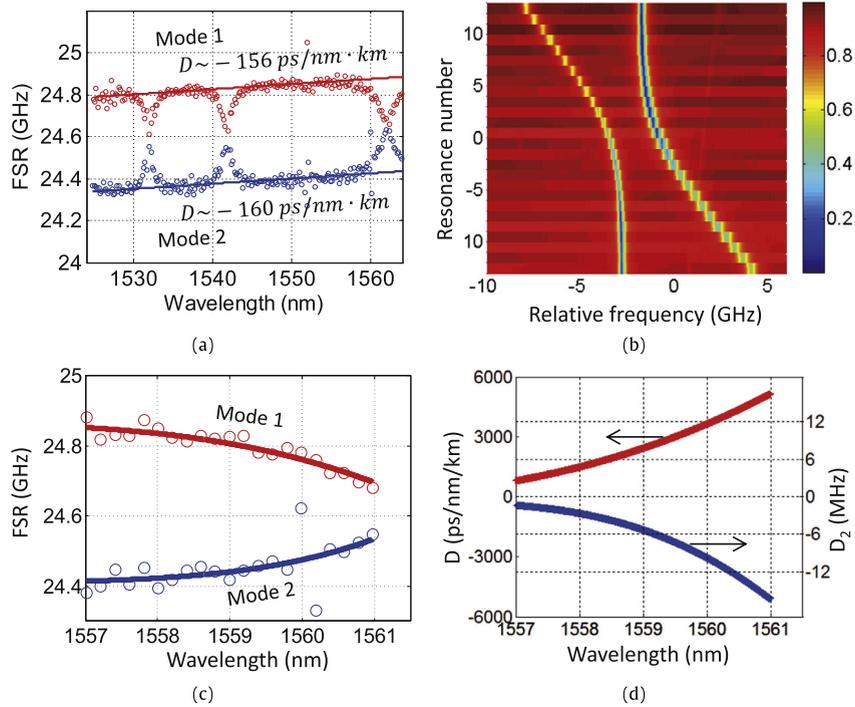 25
24.8
24.6
24.4
24.2
24
FSR (GHz)
Mode 1
D~− 156 ps/nm · km
D~− 160 ps/nm · km
Mode 2
1530 1540 1550 1560
Wavelength (nm)
(a)
10
5
0
-5
10
Resonance number
-10 -5 0 5
Relative frequency (GHz)
0.8
0.6
0.4
0.2
(b)
25
24.8
24.6
24.4
FSR (GHz)
Mode 1
Mode 2
1557 1558 1559 1560 1561
Wavelength (nm)
(c)
6000
3000
0
-3000
-6000
D (ps/nm/km)
12
6
0
-6
-12
D₂ (MHz)
1557 1558 1559 1560 1561
Wavelength (nm)
(d)